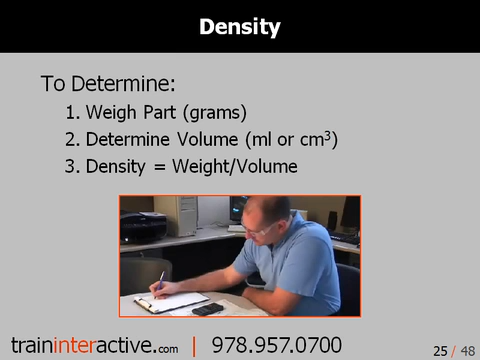 Density
To Determine:
1. Weigh Part (grams)
2. Determine Volume (ml or cm³)
3. Density = Weight/Volume
traininteractive.com | 978.957.0700
25 / 48